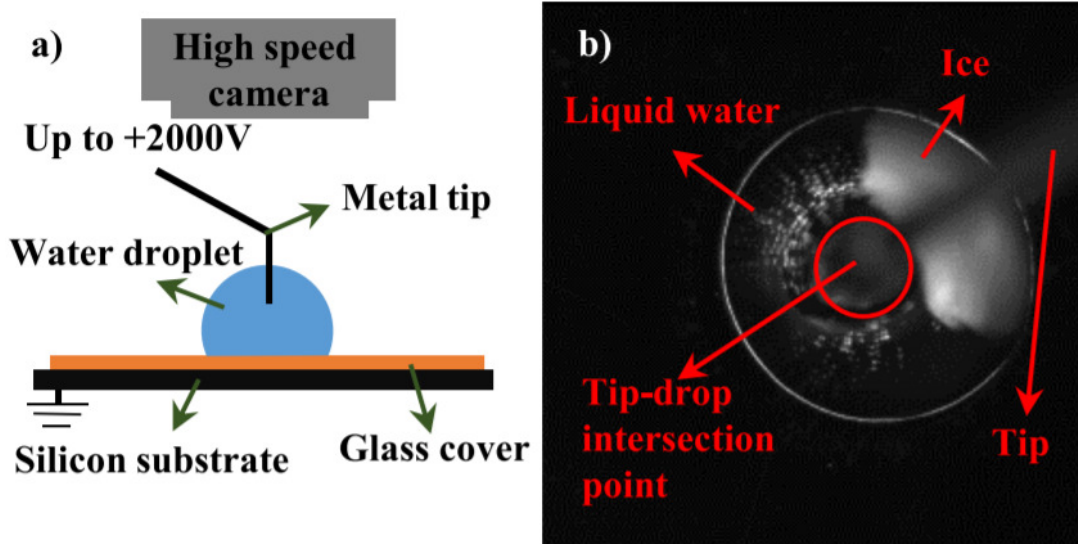 a)
High speed
camera
Up to +2000V
Metal tip
Water droplet
Silicon substrate
Glass cover
b)
Ice
Liquid water
Tip-drop
intersection
point
Tip